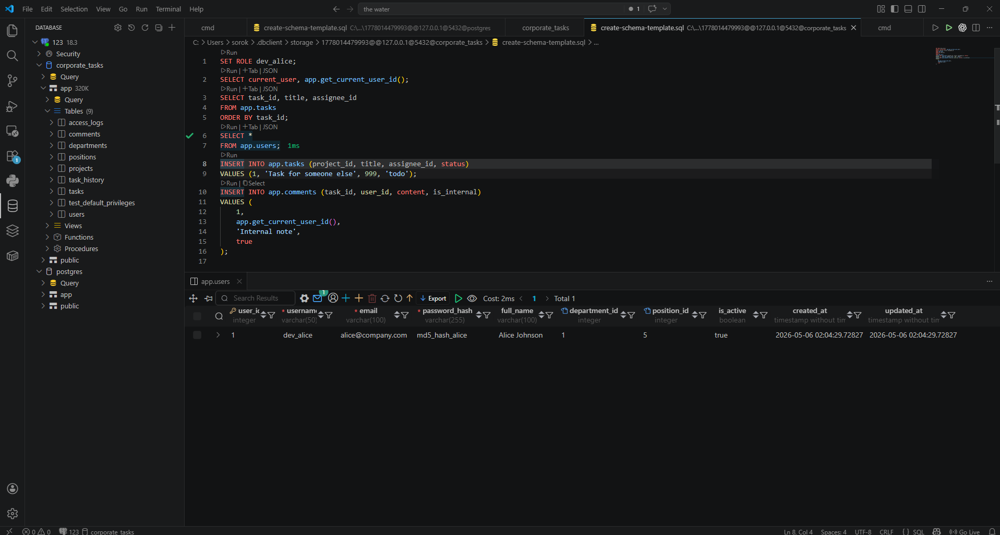 File Edit Selection View Go Run Terminal Help
the water
1
DATABASE
cmd
create-schema-template.sql C:\...\1778014479993@@127.0.0.1@5432@postgres
corporate_tasks
create-schema-template.sql C:\...\1778014479993@@127.0.0.1@5432@corporate_tasks
cmd
C: > Users > sorok > .dbclient > storage > 1778014479993@@127.0.0.1@5432@corporate_tasks > create-schema-template.sql > ...
123 18.3
Security
corporate_tasks
Query
app 320K
Query
Tables (9)
access_logs
comments
departments
positions
projects
task_history
tasks
test_default_privileges
users
Views
Functions
Procedures
public
postgres
Query
app
public
1
Run
1 SET ROLE dev_alice;
Run | +Tab | JSON
2 SELECT current_user, app.get_current_user_id();
Run | +Tab | JSON
3 SELECT task_id, title, assignee_id
4 FROM app.tasks
5 ORDER BY task_id;
Run | +Tab | JSON
6 SELECT *
7 FROM app.users; 1ms
Run
8 INSERT INTO app.tasks (project_id, title, assignee_id, status)
9 VALUES (1, 'Task for someone else', 999, 'todo');
Run | Select
10 INSERT INTO app.comments (task_id, user_id, content, is_internal)
11 VALUES (
12 1,
13 app.get_current_user_id(),
14 'Internal note',
15 true
16 );
17
app.users
Search Results
1
Export
Cost: 2ms < 1 > Total 1
user_ic * usernam * email * password_hash full_name department_id position_id is_active created_at updated_at
integer varchar(50) varchar(100) varchar(255) varchar(100) integer integer boolean timestamp without tim timestamp without tim
1 dev_alice alice@company.com md5_hash_alice Alice Johnson 1 5 true 2026-05-06 02:04:29.72827 2026-05-06 02:04:29.72827
0 0 123 corporate_tasks
Ln 8, Col 4 Spaces: 4 UTF-8 CRLF { } SQL Go Live